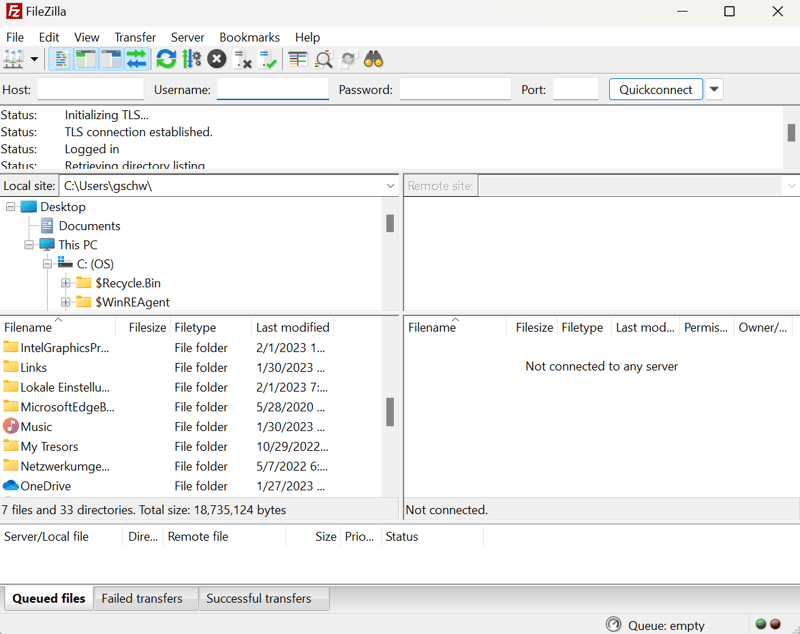 FileZilla
File Edit View Transfer Server Bookmarks Help
Host: Username: Password: Port: Quickconnect
Status: Initializing TLS...
Status: TLS connection established.
Status: Logged in
Status: Retrieving directory listing
Local site: C:\Users\gschw\ Remote site:
Desktop
Documents
This PC
C: (OS)
$Recycle.Bin
$WinREAgent
Filename Filesize Filetype Last modified
IntelGraphicsPr... File folder 2/1/2023 1...
Links File folder 1/30/2023 ...
Lokale Einstellu... File folder 2/1/2023 7:...
MicrosoftEdgeB... File folder 5/28/2020 ...
Music File folder 1/30/2023 ...
My Tresors File folder 10/29/2022...
Netzwerkumge... File folder 5/7/2022 6:...
OneDrive File folder 1/27/2023 ...
7 files and 33 directories. Total size: 18,735,124 bytes
Filename Filesize Filetype Last mod... Permis... Owner/...
Not connected to any server
Not connected.
Server/Local file Dire... Remote file Size Prio... Status
Queued files Failed transfers Successful transfers
Queue: empty